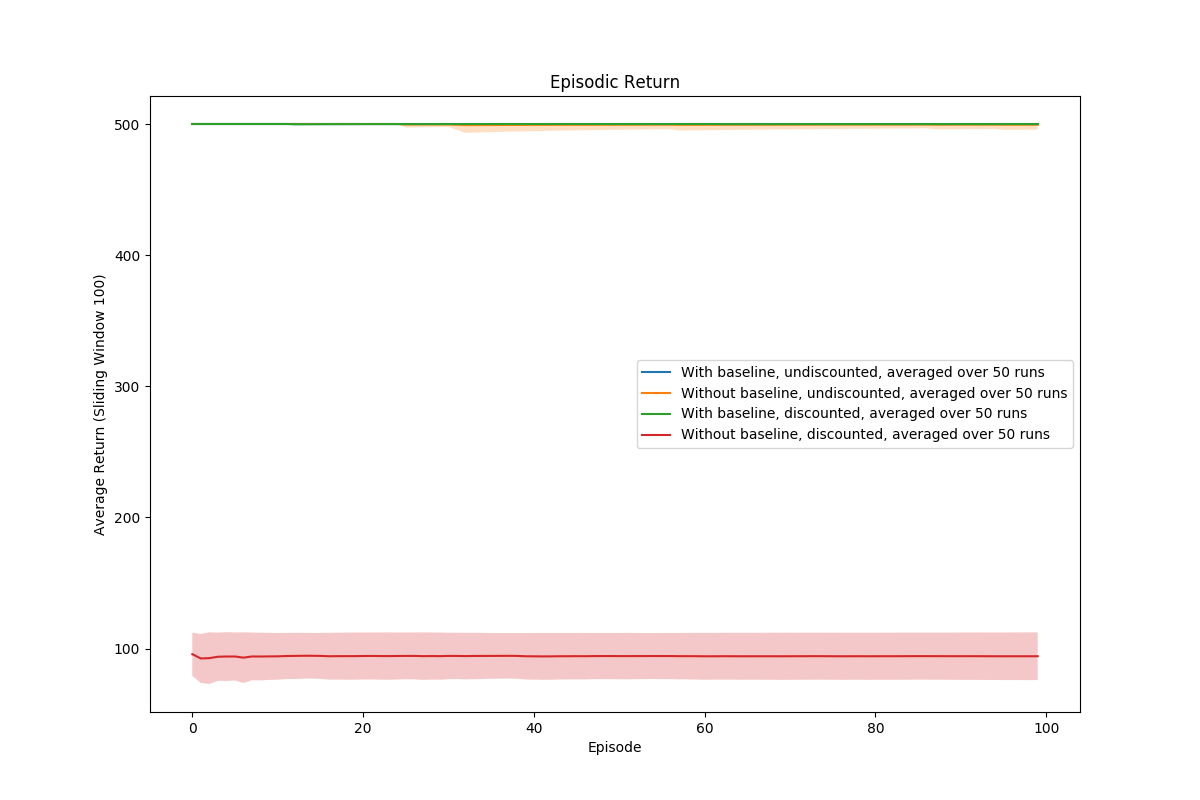 Episodic Return
Average Return (Sliding Window 100)
500
400
300
200
100
With baseline, undiscounted, averaged over 50 runs
Without baseline, undiscounted, averaged over 50 runs
With baseline, discounted, averaged over 50 runs
Without baseline, discounted, averaged over 50 runs
0 20 40 60 80 100
Episode